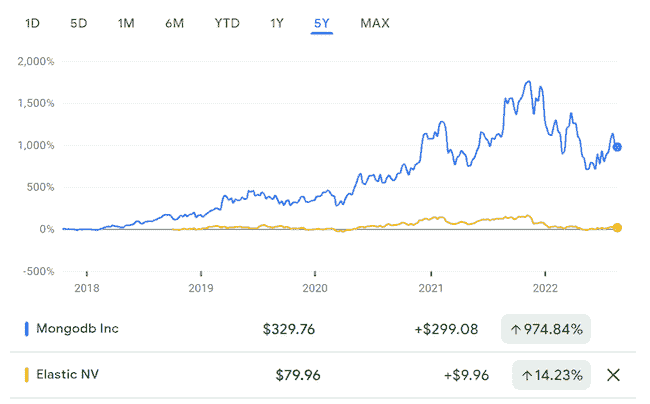 1D 5D 1M 6M YTD 1Y 5Y MAX
2,000%
1,500%
1,000%
500%
0%
-500%
2018 2019 2020 2021 2022
Mongodb Inc $329.76 +$299.08 ↑974.84%
Elastic NV $79.96 +$9.96 ↑14.23% ×